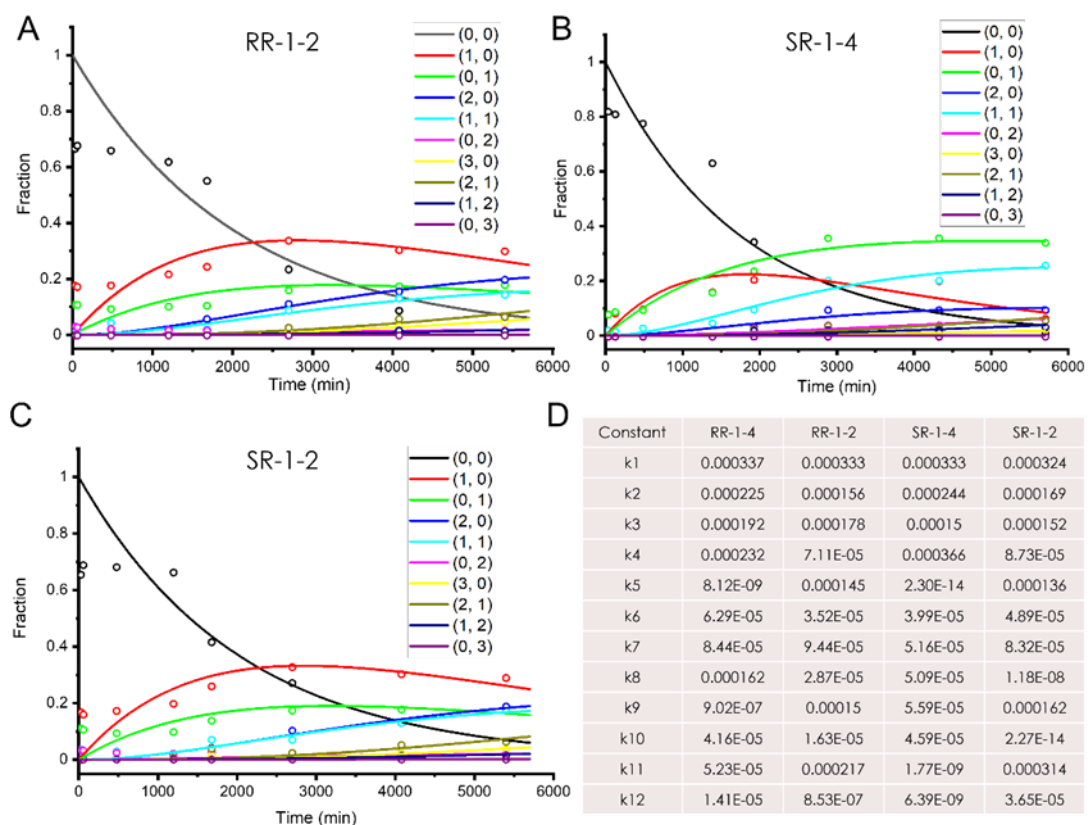 A
RR-1-2
Fraction
1
0.8
0.6
0.4
0.2
0
0 1000 2000 3000 4000 5000 6000
Time (min)
(0, 0)
(1, 0)
(0, 1)
(2, 0)
(1, 1)
(0, 2)
(3, 0)
(2, 1)
(1, 2)
(0, 3)
B
SR-1-4
Fraction
1
0.8
0.6
0.4
0.2
0
0 1000 2000 3000 4000 5000 6000
Time (min)
(0, 0)
(1, 0)
(0, 1)
(2, 0)
(1, 1)
(0, 2)
(3, 0)
(2, 1)
(1, 2)
(0, 3)
C
SR-1-2
Fraction
1
0.8
0.6
0.4
0.2
0
0 1000 2000 3000 4000 5000 6000
Time (min)
(0, 0)
(1, 0)
(0, 1)
(2, 0)
(1, 1)
(0, 2)
(3, 0)
(2, 1)
(1, 2)
(0, 3)
D
Constant RR-1-4 RR-1-2 SR-1-4 SR-1-2
k1 0.000337 0.000333 0.000333 0.000324
k2 0.000225 0.000156 0.000244 0.000169
k3 0.000192 0.000178 0.00015 0.000152
k4 0.000232 7.11E-05 0.000366 8.73E-05
k5 8.12E-09 0.000145 2.30E-14 0.000136
k6 6.29E-05 3.52E-05 3.99E-05 4.89E-05
k7 8.44E-05 9.44E-05 5.16E-05 8.32E-05
k8 0.000162 2.87E-05 5.09E-05 1.18E-08
k9 9.02E-07 0.00015 5.59E-05 0.000162
k10 4.16E-05 1.63E-05 4.59E-05 2.27E-14
k11 5.23E-05 0.000217 1.77E-09 0.000314
k12 1.41E-05 8.53E-07 6.39E-09 3.65E-05